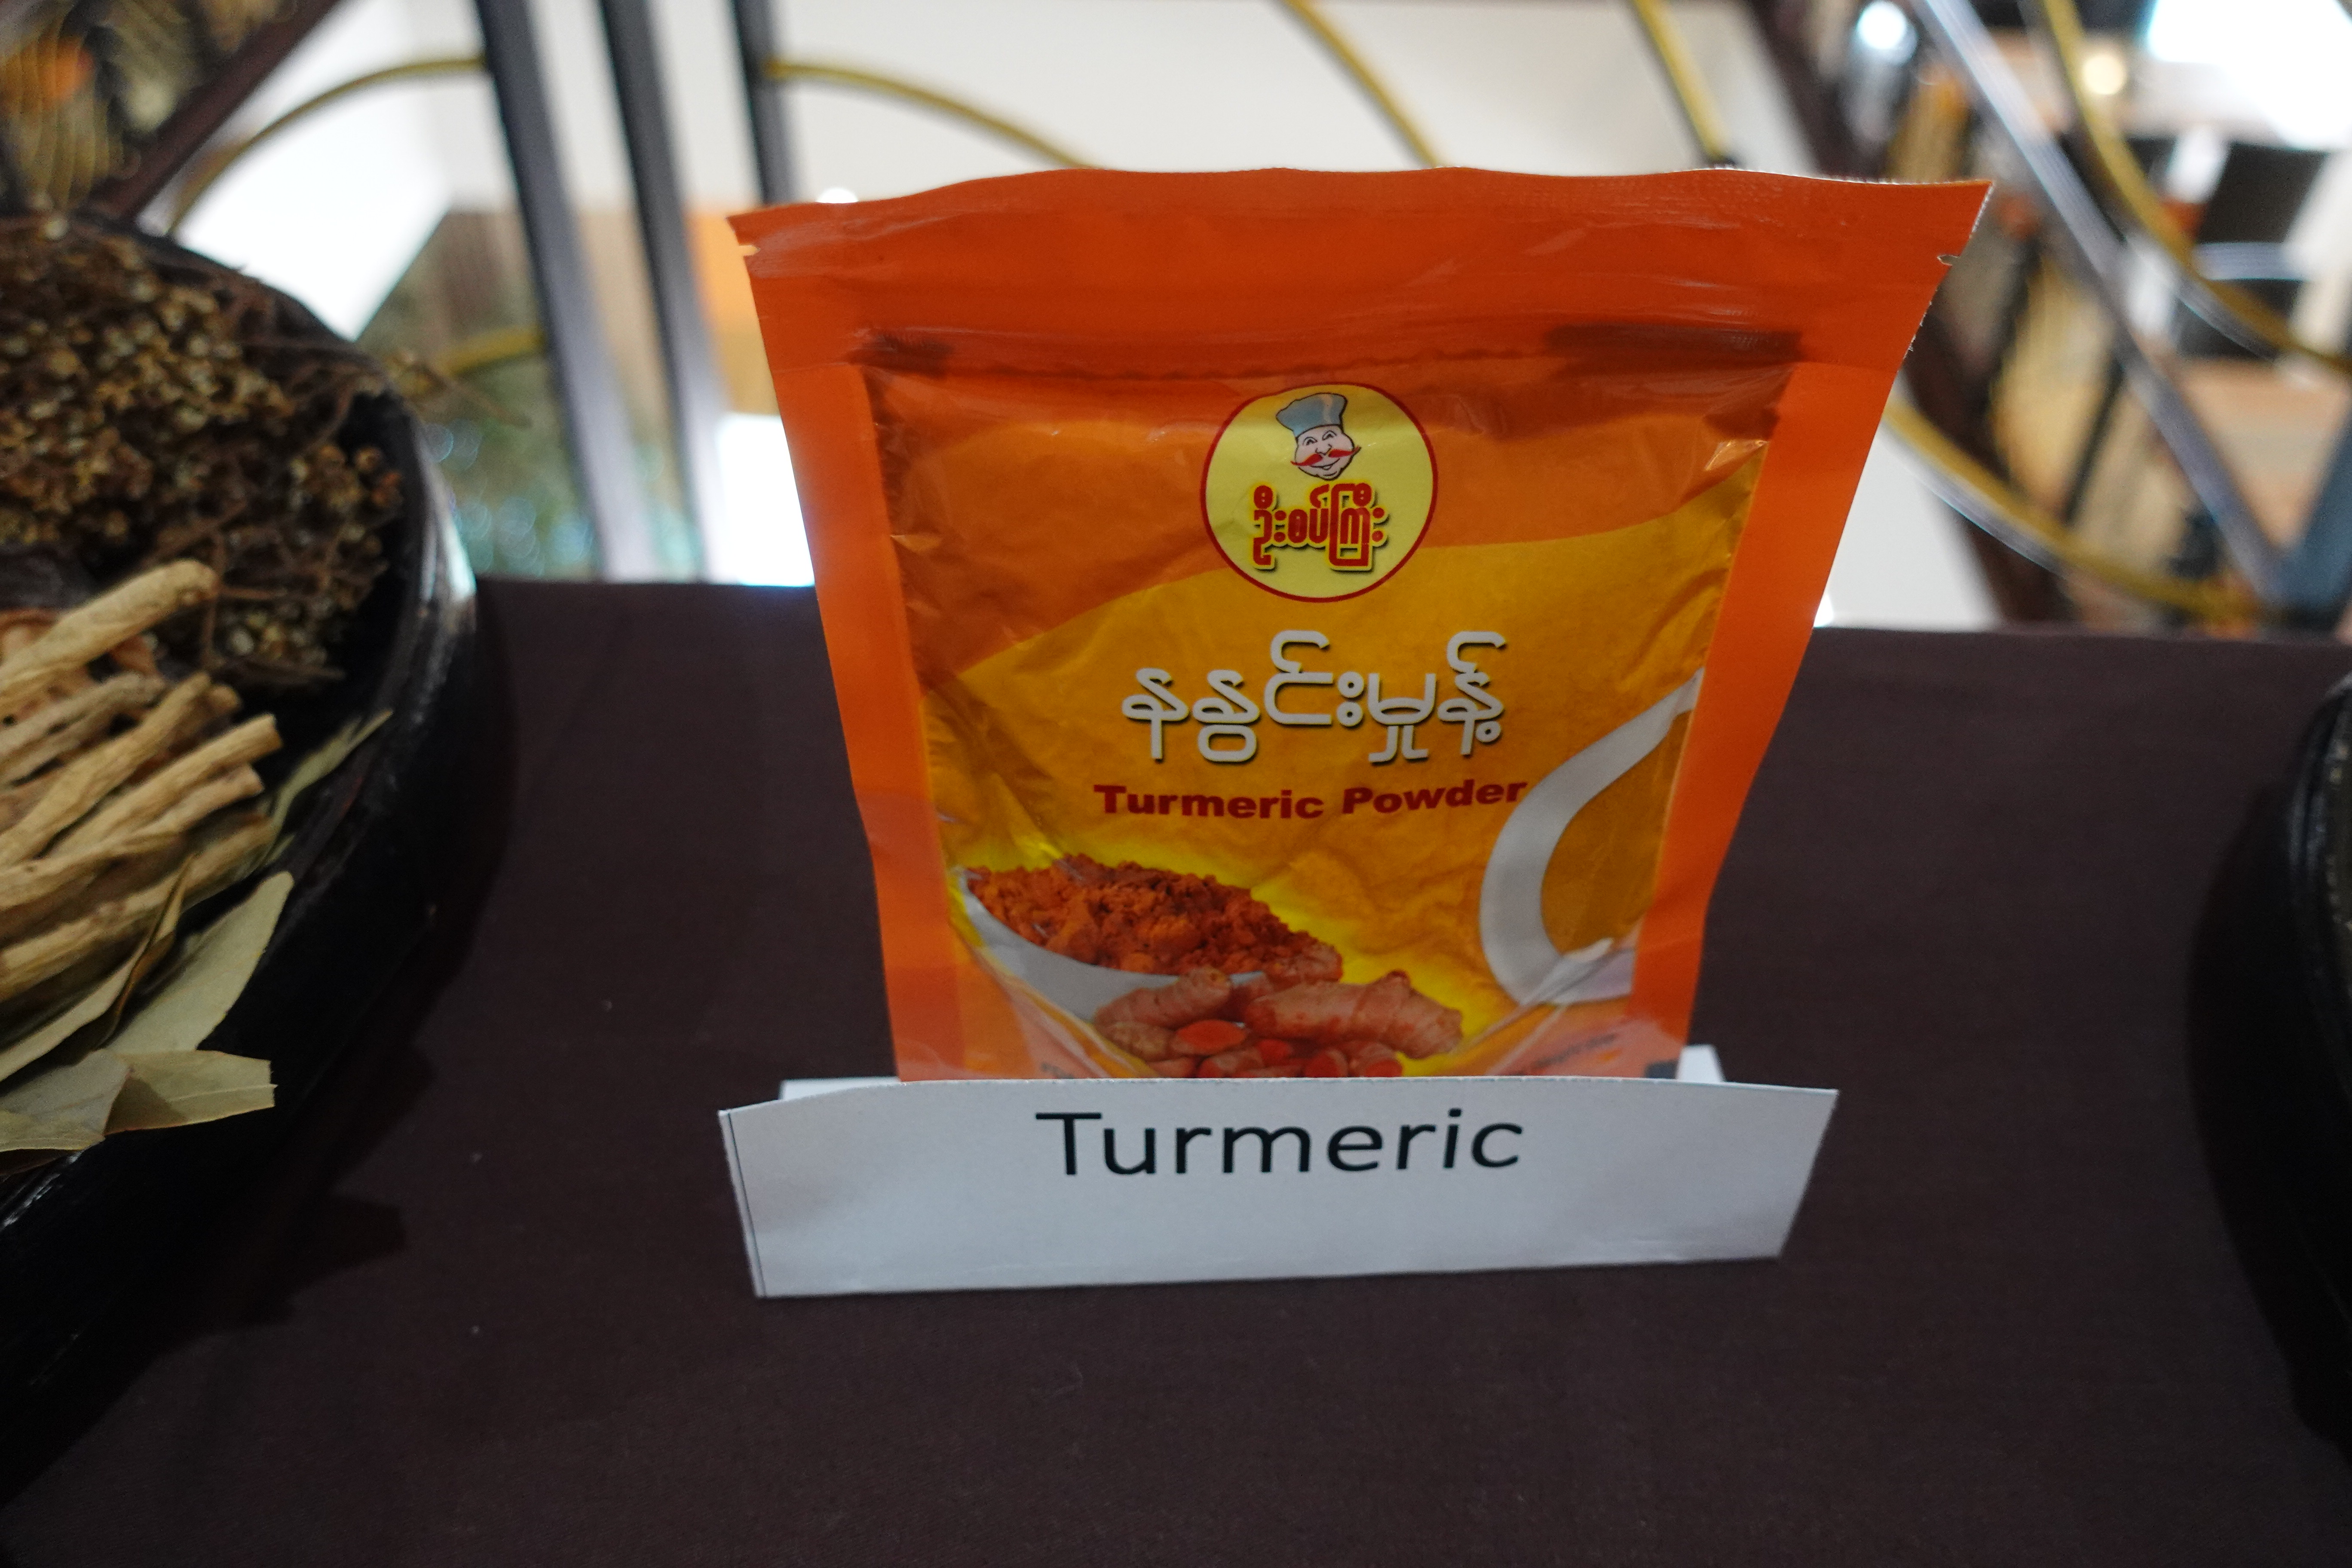 ဦးစပ်ကြီး
နနွင်းမှုန့်
Turmeric Powder
Turmeric